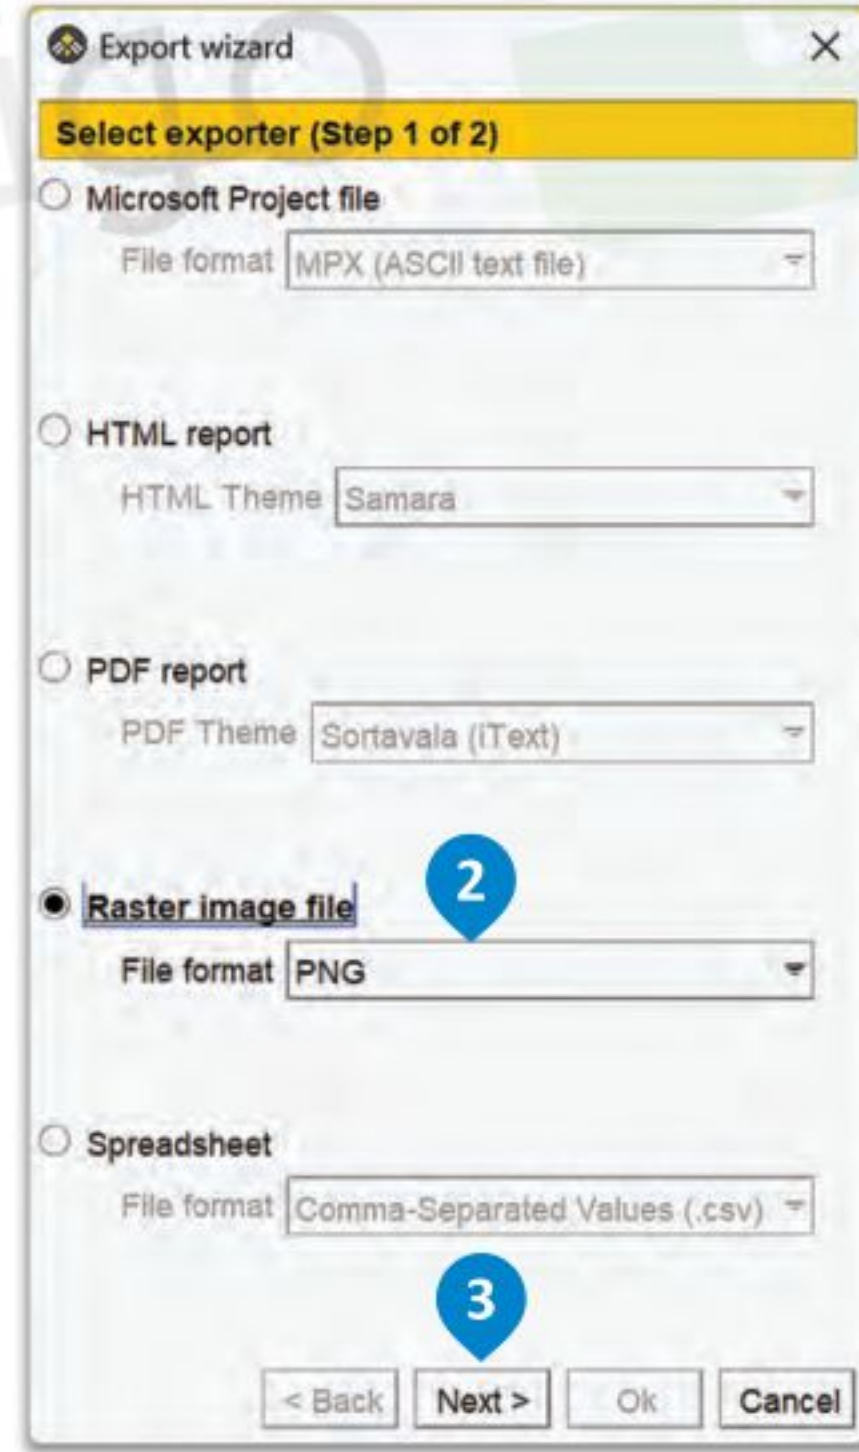 Export wizard
Select exporter (Step 1 of 2)
Microsoft Project file
File format MPX (ASCII text file)
HTML report
HTML Theme Samara
PDF report
PDF Theme Sortavala (iText)
2
Raster image file
File format PNG
Spreadsheet
File format Comma-Separated Values (.csv)
3
< Back Next > Ok Cancel